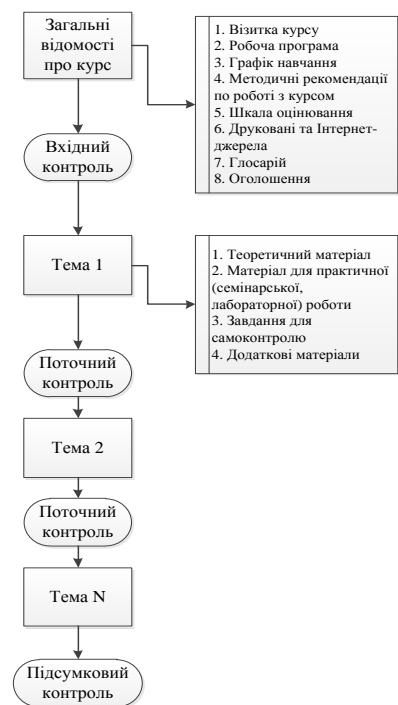 Загальні
відомості
про курс
1. Візитка курсу
2. Робоча програма
3. Графік навчання
4. Методичні рекомендації
по роботі з курсом
5. Шкала оцінювання
6. Друковані та Інтернет-
джерела
7. Глосарій
8. Оголошення
Вхідний
контроль
Тема 1
1. Теоретичний матеріал
2. Матеріал для практичної
(семінарської,
лабораторної) роботи
3. Завдання для
самоконтролю
4. Додаткові матеріали
Поточний
контроль
Тема 2
Поточний
контроль
Тема N
Підсумковий
контроль